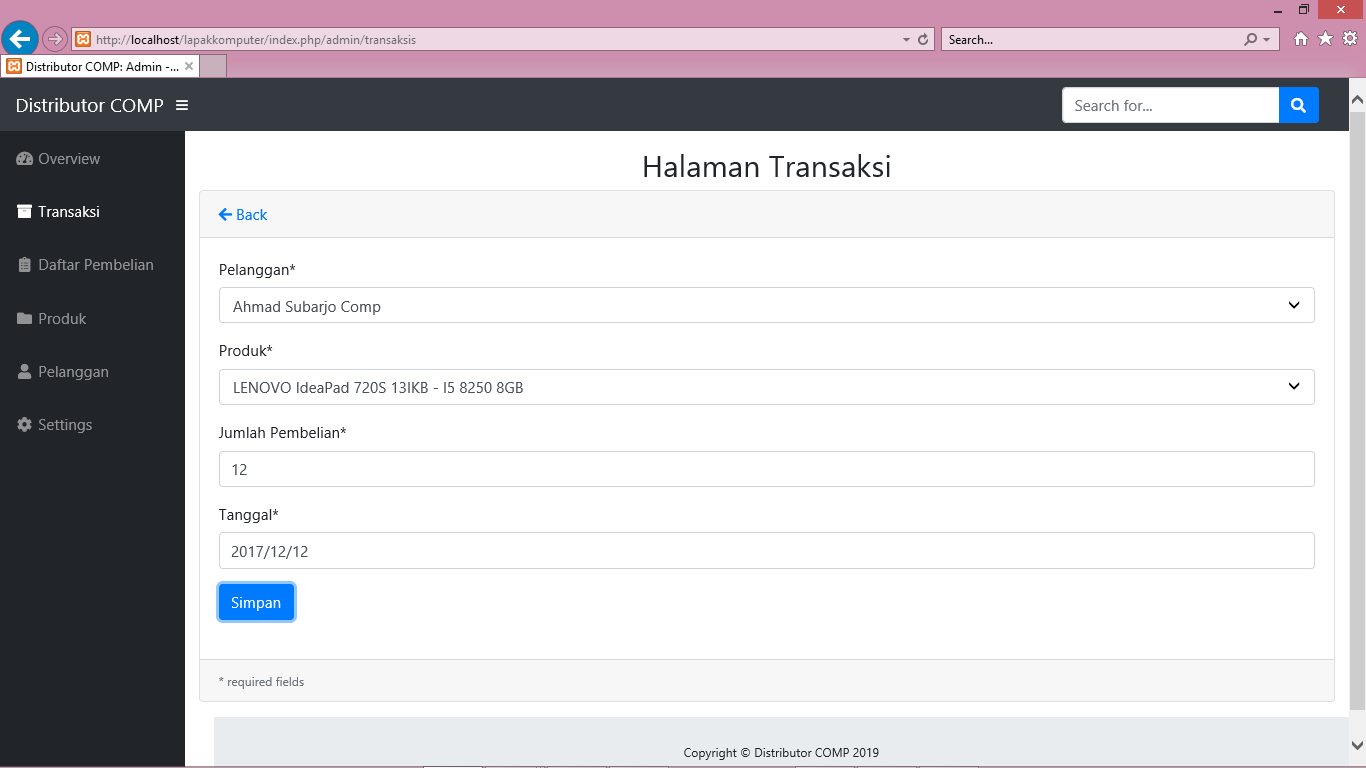 http://localhost/lapakkomputer/index.php/admin/transaksis
Search...
Distributor COMP: Admin -...
Distributor COMP
Search for...
Overview
Transaksi
Daftar Pembelian
Produk
Pelanggan
Settings
Halaman Transaksi
Back
Pelanggan*
Ahmad Subarjo Comp
Produk*
LENOVO IdeaPad 720S 13IKB - I5 8250 8GB
Jumlah Pembelian*
12
Tanggal*
2017/12/12
Simpan
* required fields
Copyright © Distributor COMP 2019